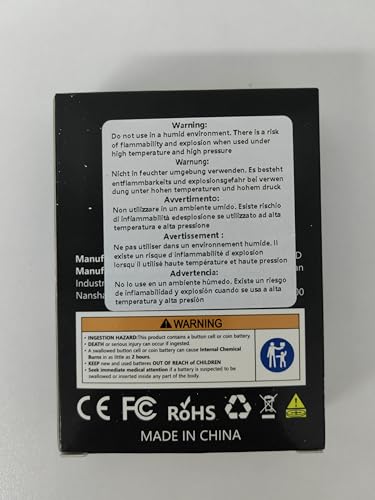 Warning:
Do not use in a humid environment. There is a risk
of flammability and explosion when used under
high temperature and high pressure
Warnung:
Nicht in feuchter umgebung verwenden. Es besteht
entflammbarkeits und explosionsgefahr bei verwen
dung unter hohen temperaturen und hohem druck
Avvertimento:
Non utilizzare in un ambiente umido. Esiste rischio
di infiammabilità edesplosione se utilizzato ad alta
temperatura e alta pressione
Avertissement :
Ne pas utiliser dans un environnement humide. Il
existe un risque d inflammabilité d explosion
lorsqu il utilisé haute température et haute pression
Advertencia:
No lo use en un ambiente húmedo. Existe un riesgo
de inflamabilidad y explosión cuando se usa a alta
temperatura y alta presión
Manuf D
Manuf an
Industri
Nansha 00
WARNING
• INGESTION HAZARD:This product contains a button cell or coin battery.
• DEATH or serious injury can occur if ingested.
• A swallowed button cell or coin battery can cause Internal Chemical
Burns in as little as 2 hours.
• KEEP new and used batteries OUT OF REACH of CHILDREN
• Seek immediate medical attention if a battery is suspected to be
swallowed or inserted inside any part of the body.
CE FC RoHS
MADE IN CHINA